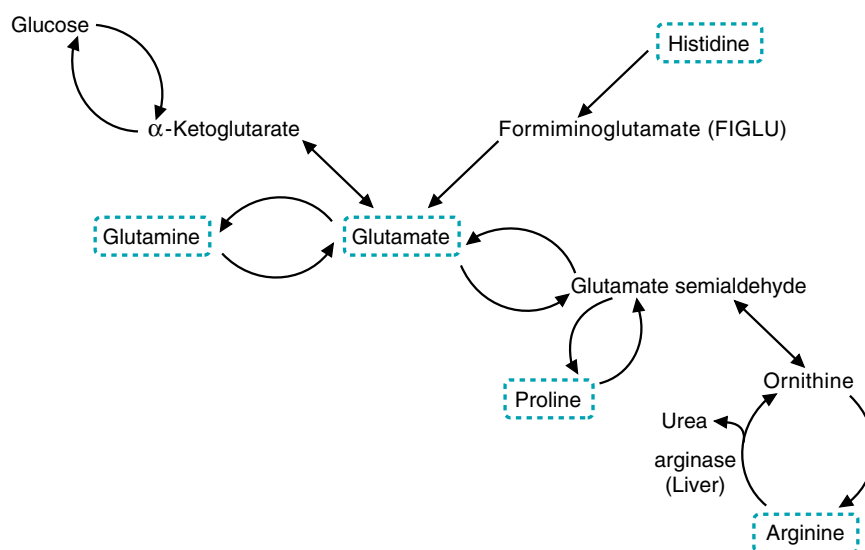 Glucose
Histidine
α-Ketoglutarate
Formiminoglutamate (FIGLU)
Glutamine
Glutamate
Glutamate semialdehyde
Ornithine
Proline
Urea
arginase
(Liver)
Arginine